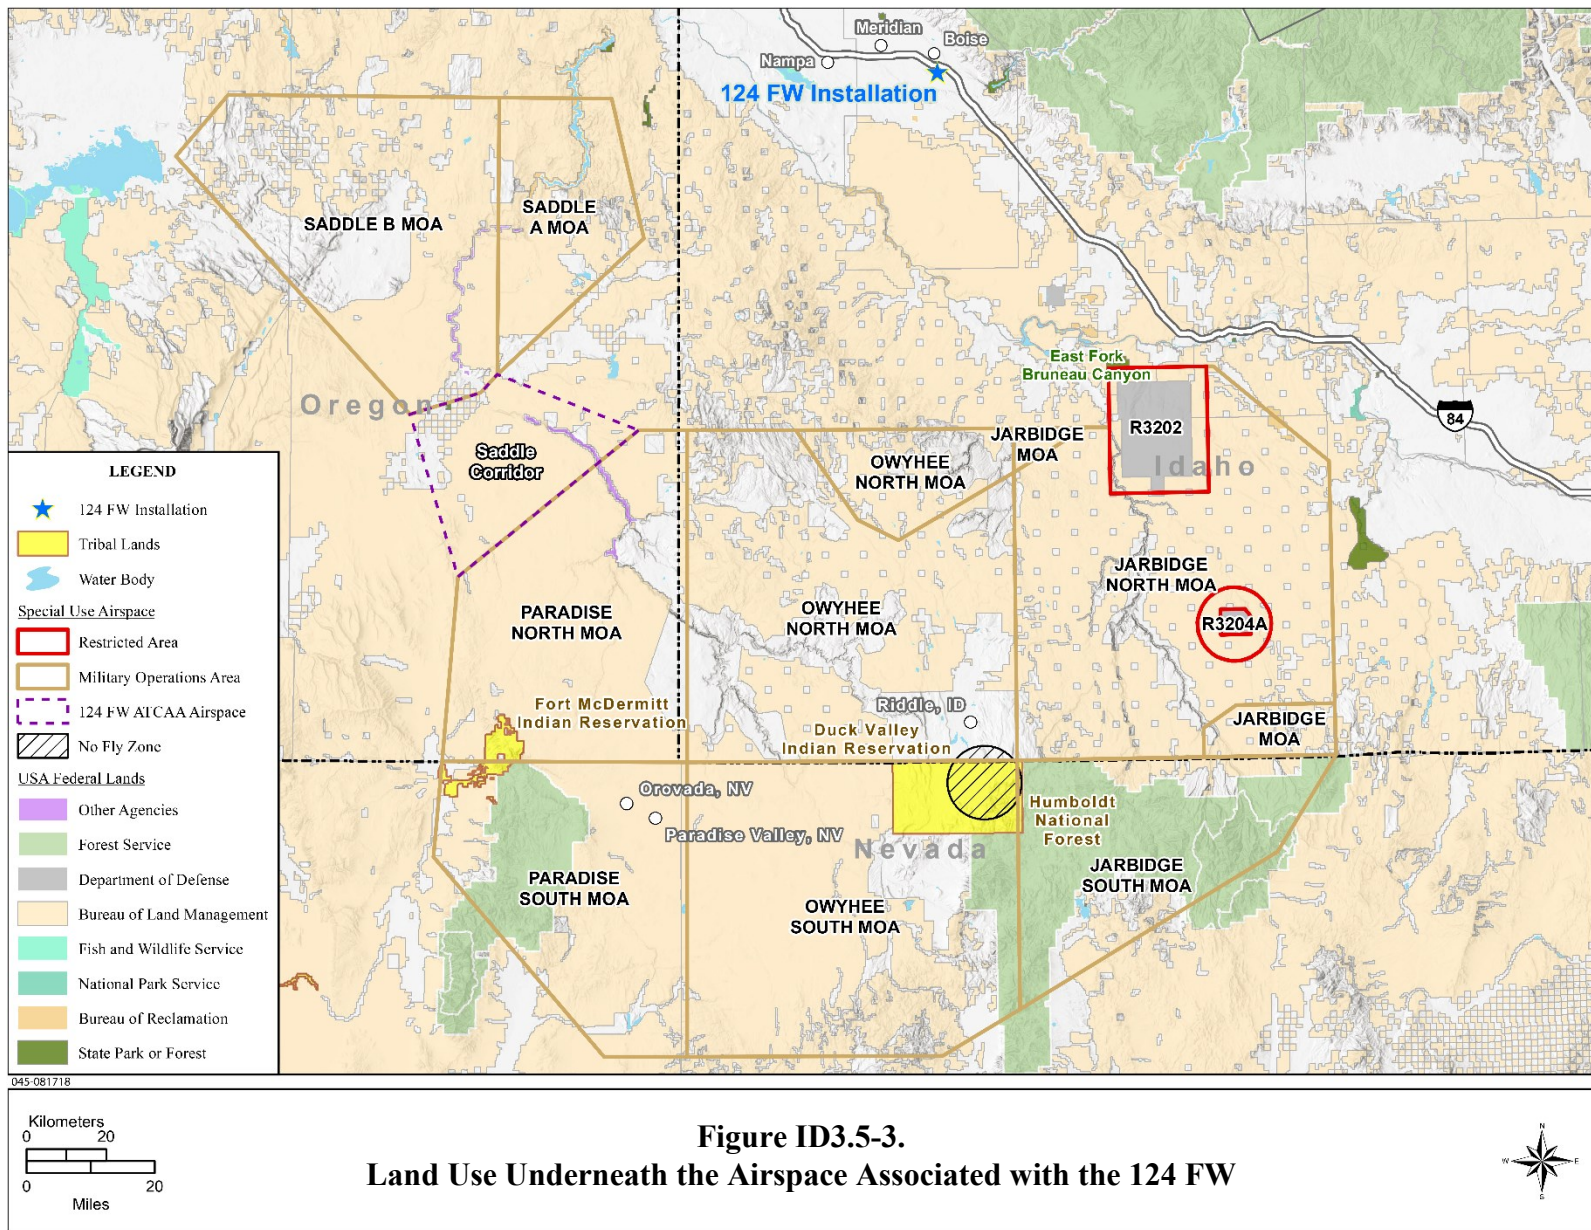 Meridian
Boise
Nampa
124 FW Installation
SADDLE B MOA
SADDLE
A MOA
East Fork
Bruneau Canyon
Oregon
84
R3202
Idaho
JARBIDGE
MOA
OWYHEE
NORTH MOA
Saddle
Corridor
JARBIDGE
NORTH MOA
PARADISE
NORTH MOA
OWYHEE
NORTH MOA
R3204A
Fort McDermitt
Indian Reservation
Riddle, ID
Duck Valley
Indian Reservation
JARBIDGE
MOA
Orovada, NV
Paradise Valley, NV
Humboldt
National
Forest
Nevada
JARBIDGE
SOUTH MOA
PARADISE
SOUTH MOA
OWYHEE
SOUTH MOA
LEGEND
124 FW Installation
Tribal Lands
Water Body
Special Use Airspace
Restricted Area
Military Operations Area
124 FW ATCAA Airspace
No Fly Zone
USA Federal Lands
Other Agencies
Forest Service
Department of Defense
Bureau of Land Management
Fish and Wildlife Service
National Park Service
Bureau of Reclamation
State Park or Forest
045-081718
Kilometers
0 20
0 20
Miles
Figure ID3.5-3.
Land Use Underneath the Airspace Associated with the 124 FW
N
W E
S